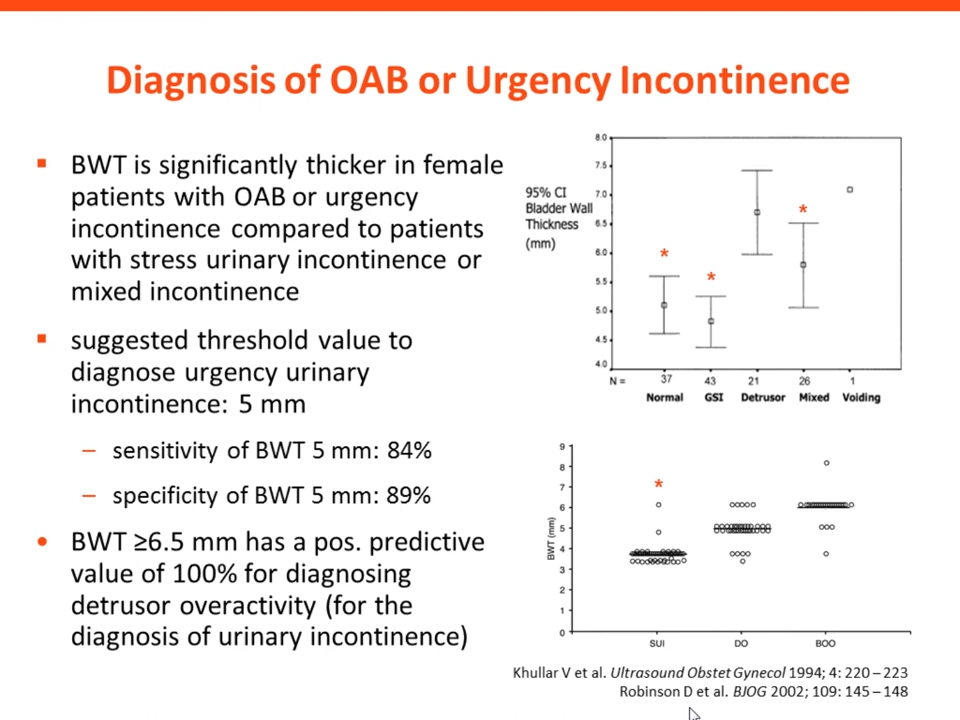 Diagnosis of OAB or Urgency Incontinence
▪ BWT is significantly thicker in female
patients with OAB or urgency
incontinence compared to patients
with stress urinary incontinence or
mixed incontinence
▪ suggested threshold value to
diagnose urgency urinary
incontinence: 5 mm
– sensitivity of BWT 5 mm: 84%
– specificity of BWT 5 mm: 89%
• BWT ≥6.5 mm has a pos. predictive
value of 100% for diagnosing
detrusor overactivity (for the
diagnosis of urinary incontinence)
95% CI
Bladder Wall
Thickness
(mm)
8.0
7.5
7.0
6.5
6.0
5.5
5.0
4.5
4.0
* * *
N = 37 43 21 26 1
Normal GSI Detrusor Mixed Voiding
BWT (mm)
9
8
7
6
5
4
3
2
1
0
*
SUI DO BOO
Khullar V et al. Ultrasound Obstet Gynecol 1994; 4: 220 – 223
Robinson D et al. BJOG 2002; 109: 145 – 148